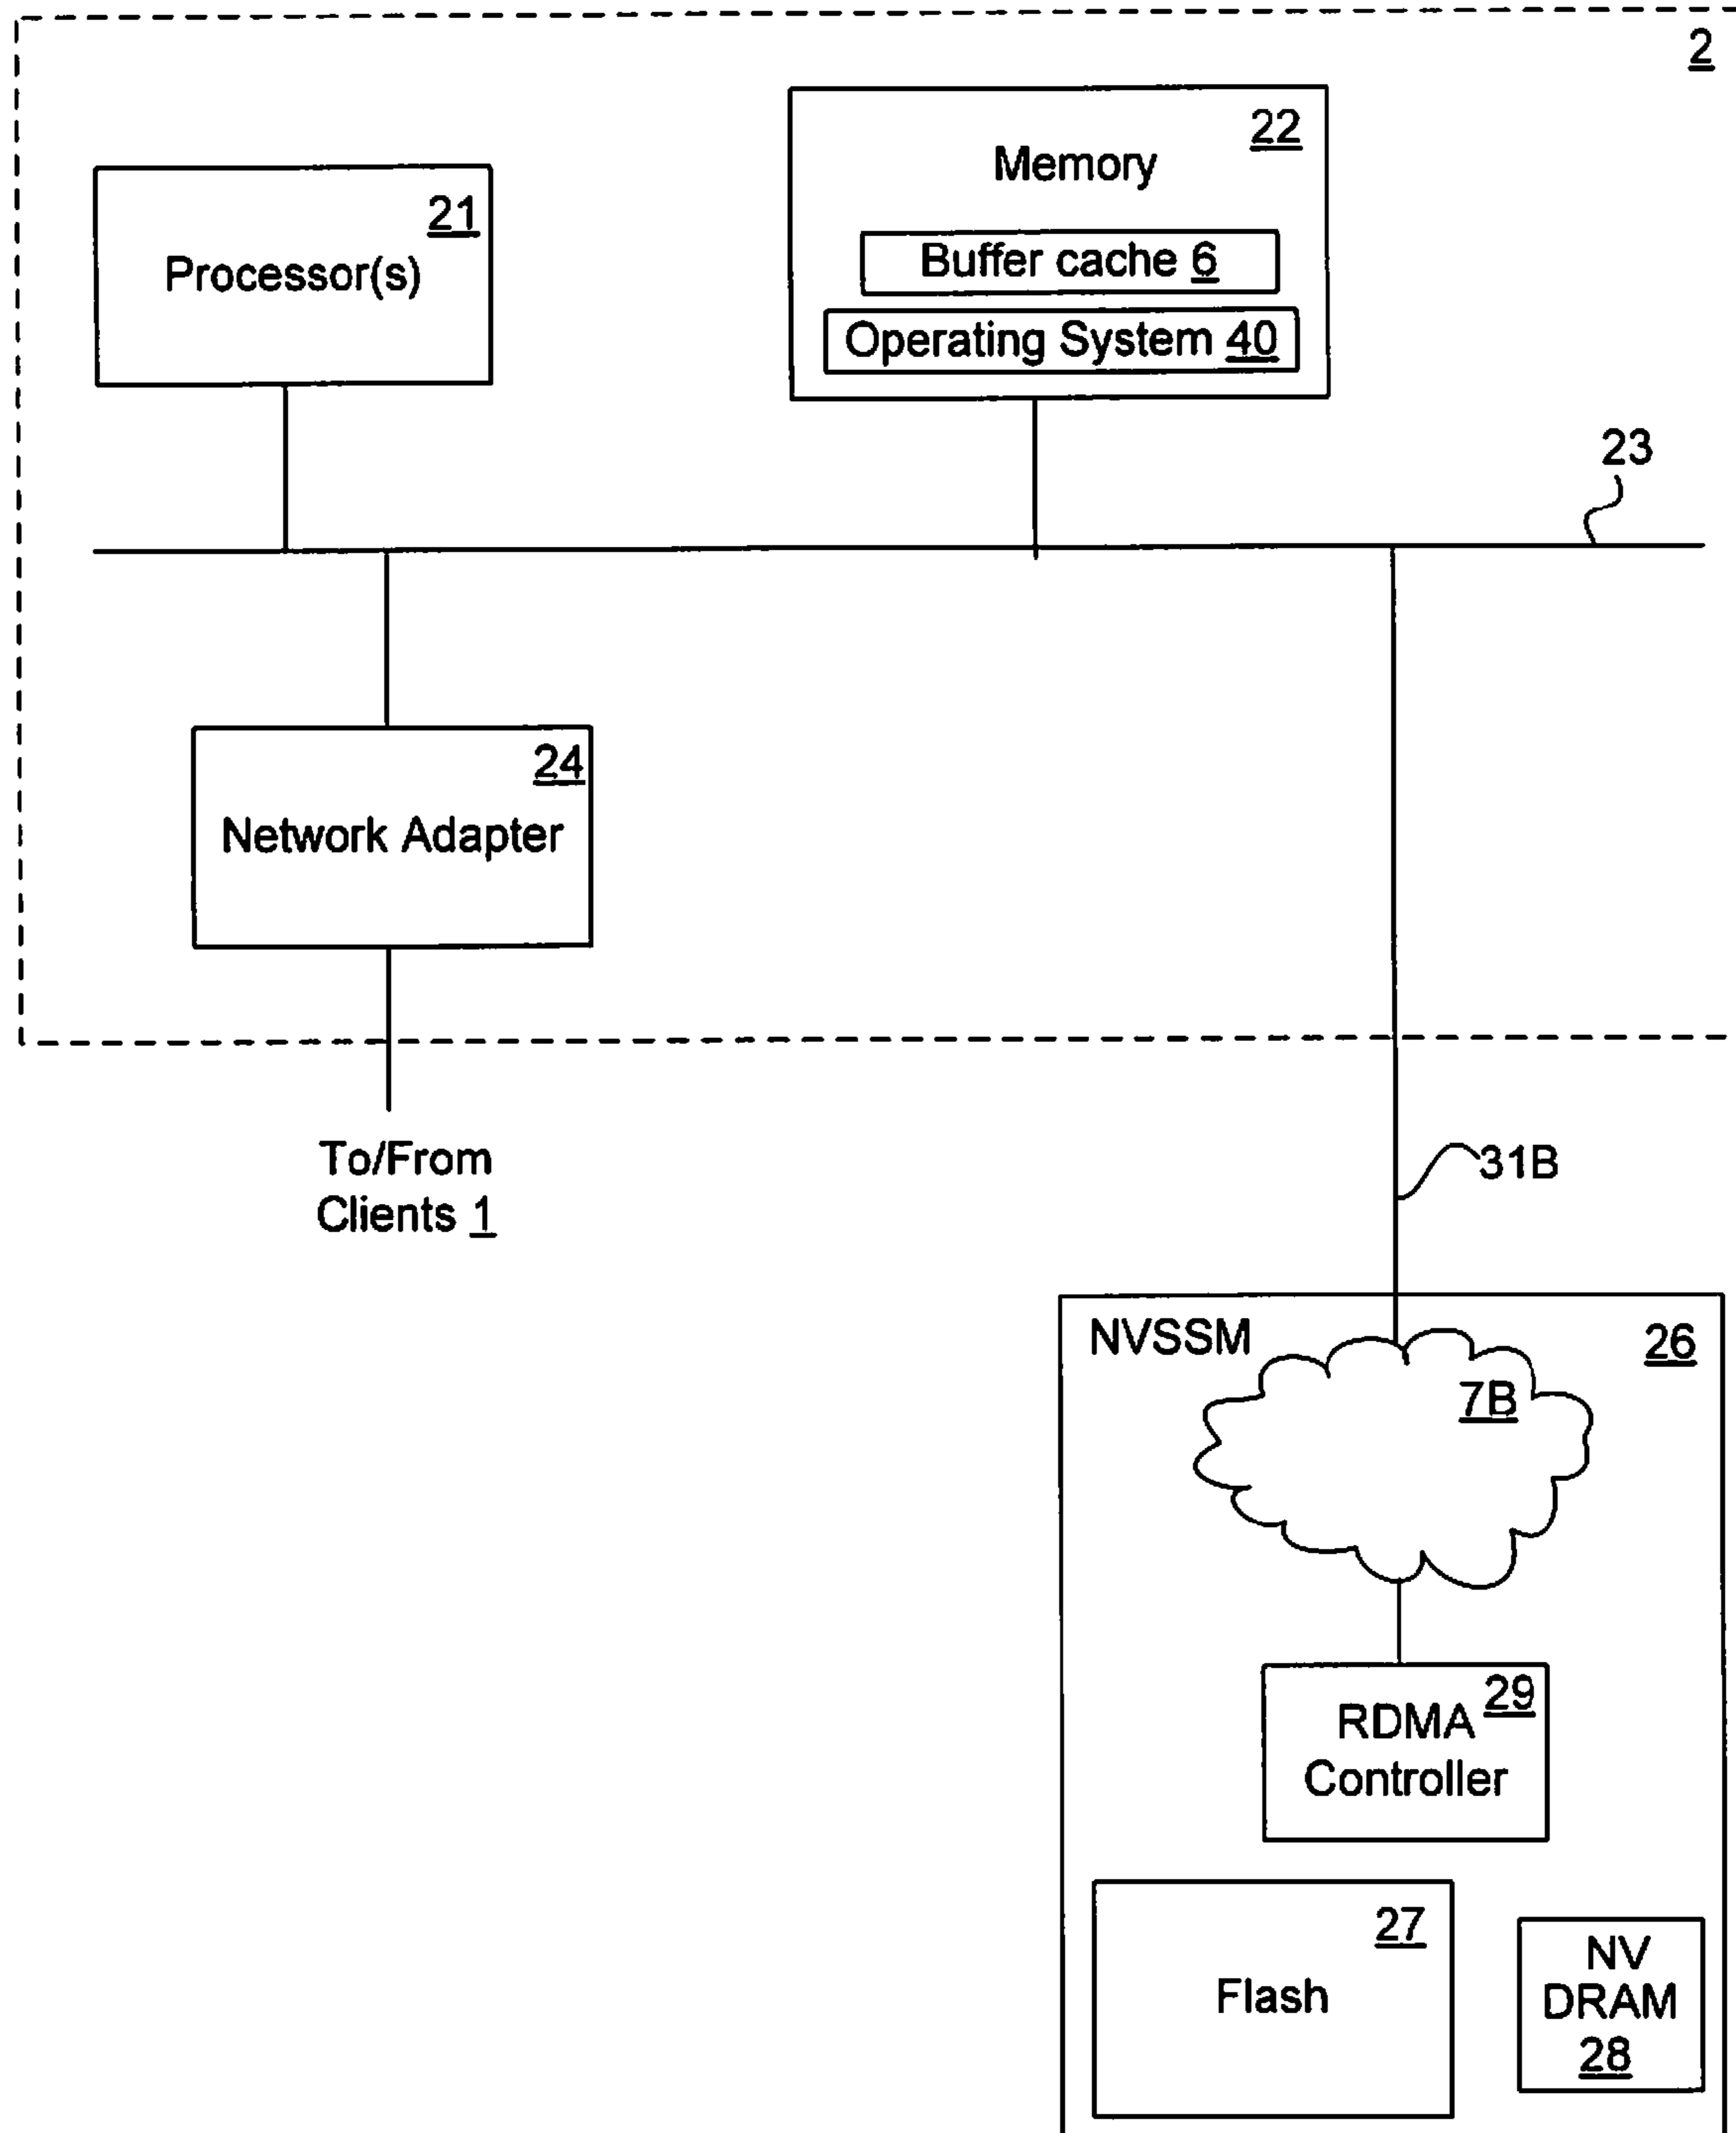 2
22
Memory
21
Processor(s)
Buffer cache 6
Operating System 40
23
24
Network Adapter
To/From
Clients 1
31B
NVSSM
26
7B
29
RDMA
Controller
27
Flash
NV
DRAM
28